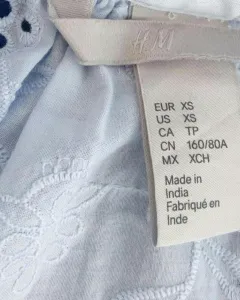 H&M
EUR XS
US XS
CA TP
CN 160/80A
MX XCH
Made in
India
Fabriqué en
Inde